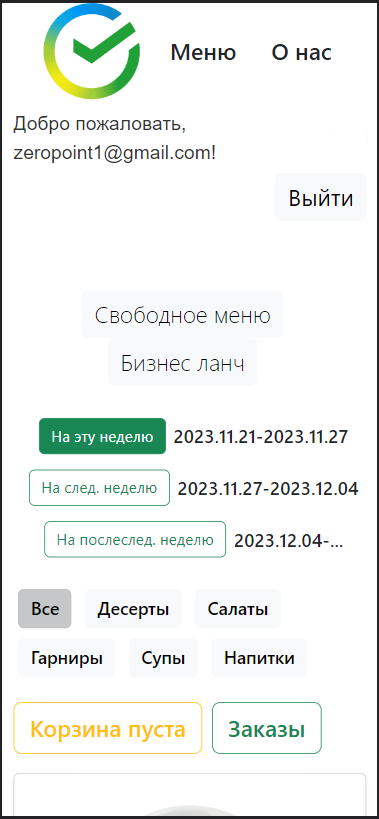 Меню О нас
Добро пожаловать,
zeropoint1@gmail.com!
Выйти
Свободное меню
Бизнес ланч
На эту неделю 2023.11.21-2023.11.27
На след. неделю 2023.11.27-2023.12.04
На послеслед. неделю 2023.12.04-...
Все Десерты Салаты
Гарниры Супы Напитки
Корзина пуста Заказы